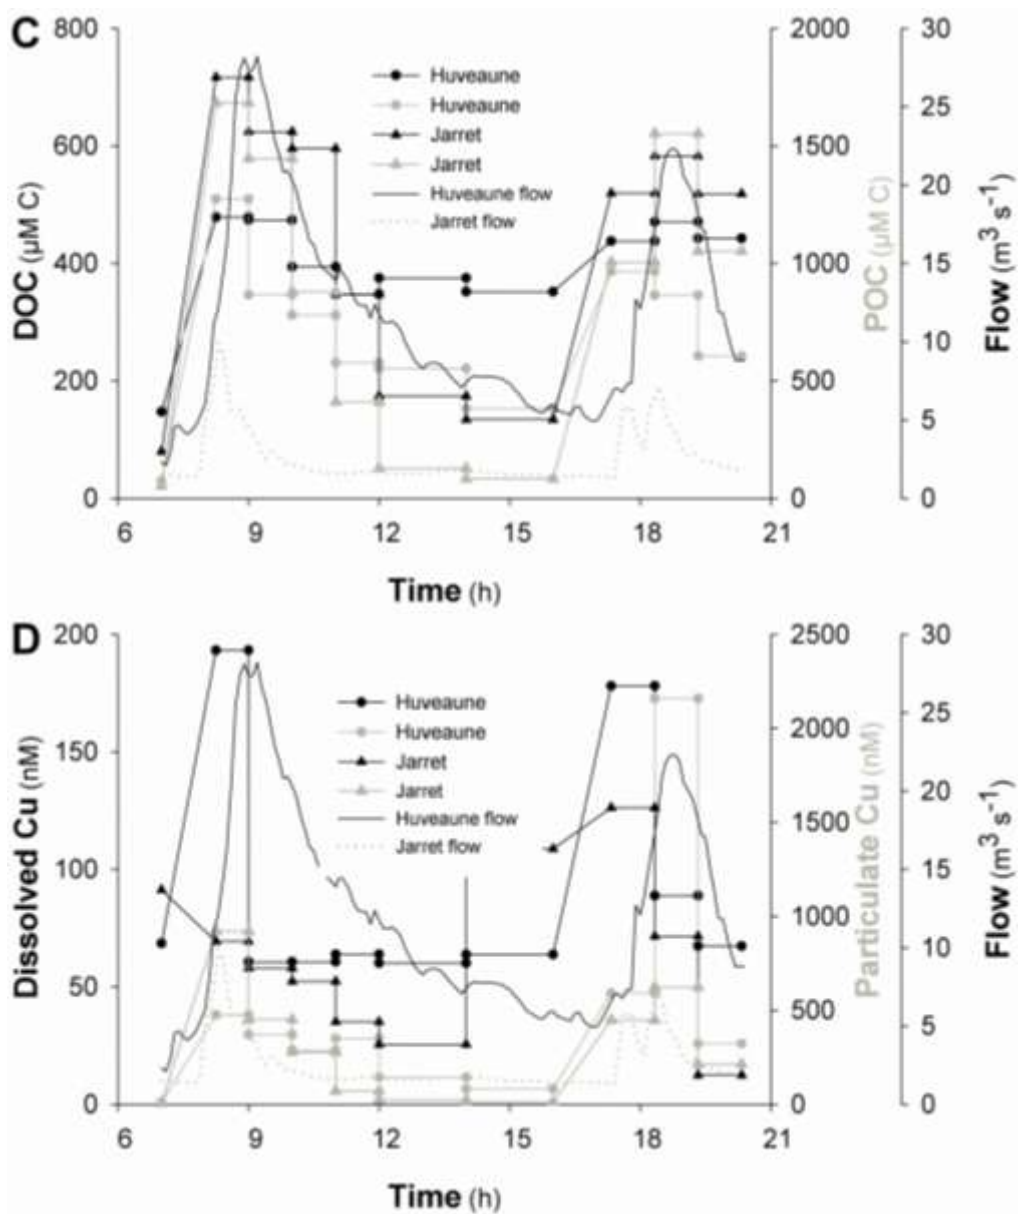 C
800
600
400
200
0
DOC (µM C)
Huveaune
Huveaune
Jarret
Jarret
Huveaune flow
Jarret flow
2000
1500
1000
500
0
POC (µM C)
30
25
20
15
10
5
0
Flow (m³ s⁻¹)
6 9 12 15 18 21
Time (h)
D
200
150
100
50
0
Dissolved Cu (nM)
Huveaune
Huveaune
Jarret
Jarret
Huveaune flow
Jarret flow
2500
2000
1500
1000
500
0
Particulate Cu (nM)
30
25
20
15
10
5
0
Flow (m³ s⁻¹)
6 9 12 15 18 21
Time (h)